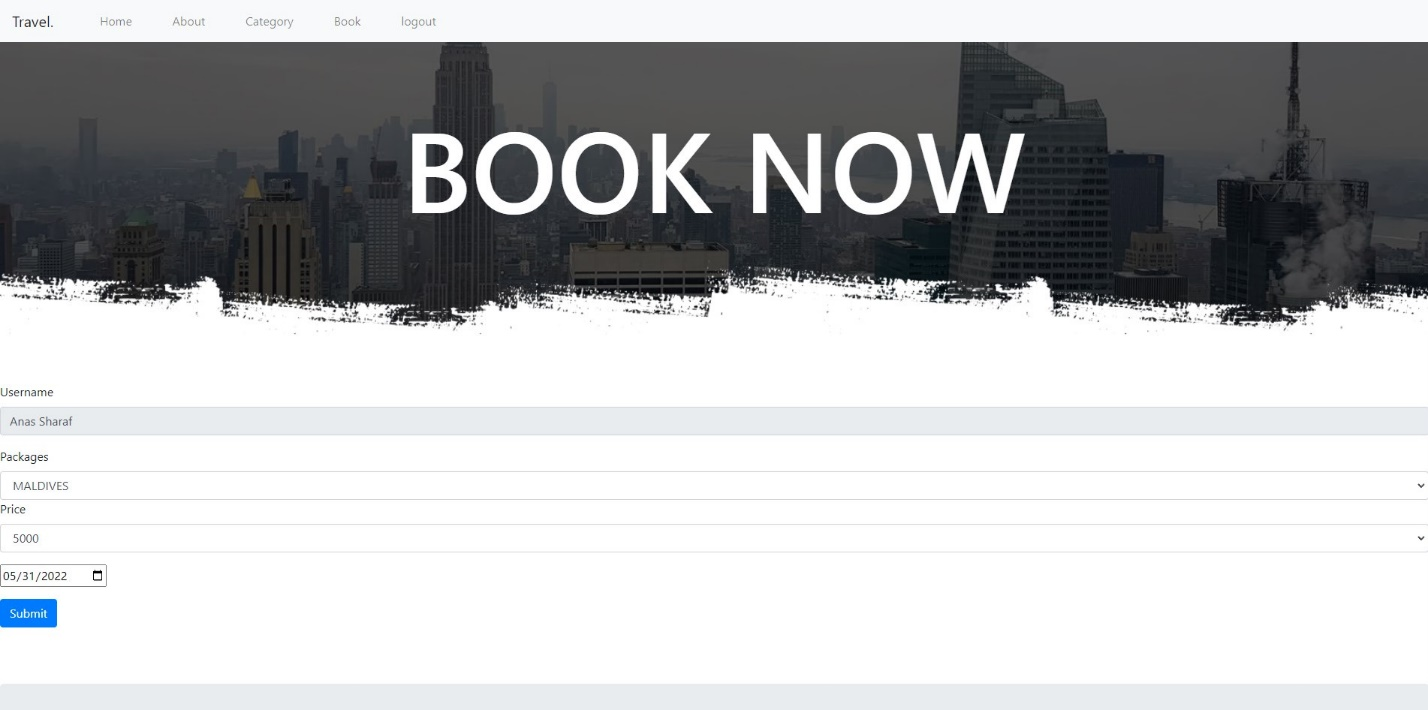 Travel. Home About Category Book logout
BOOK NOW
Username
Anas Sharaf
Packages
MALDIVES
Price
5000
05/31/2022
Submit